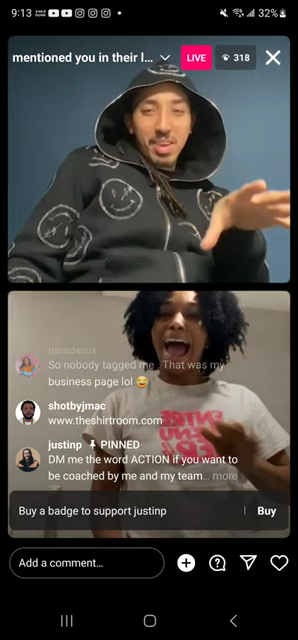 9:13
32%
mentioned you in their l...
LIVE
318
ninadelox
So nobody tagged me . That was my
business page lol 😂
shotbyjmac
www.theshirtroom.com
justinp PINNED
DM me the word ACTION if you want to
be coached by me and my team... more
Buy a badge to support justinp
Buy
Add a comment...